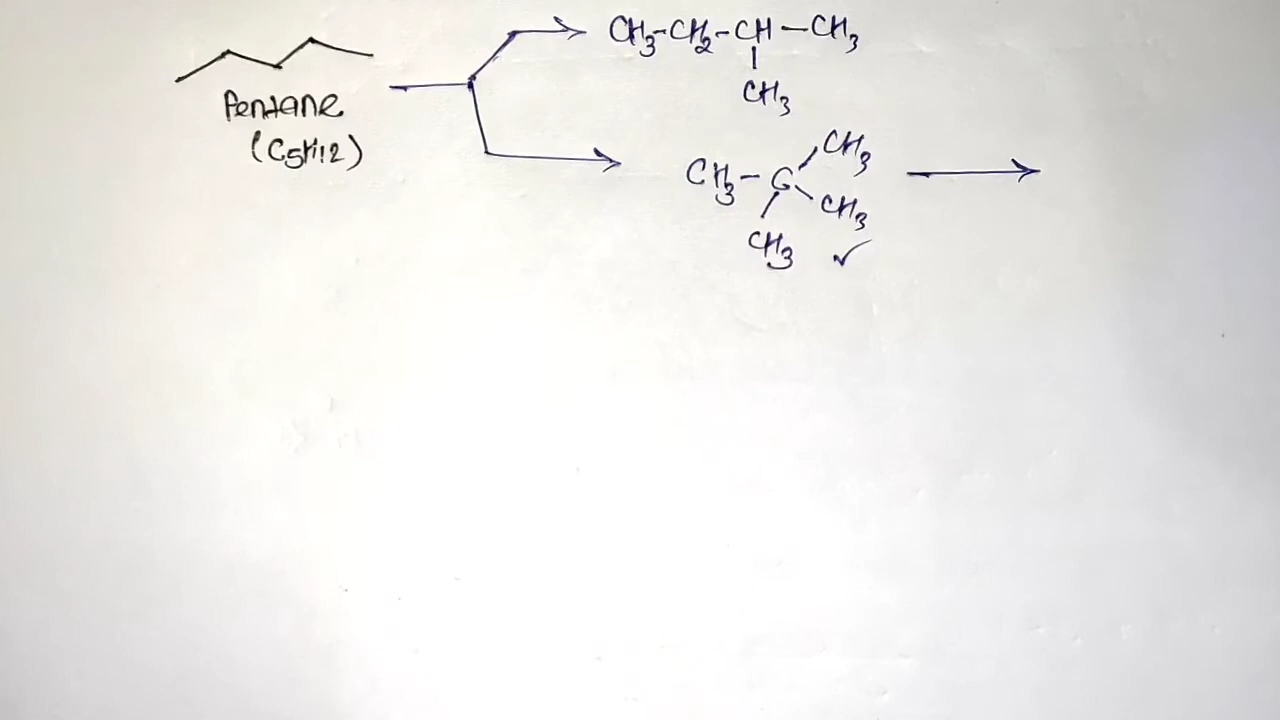 Pentane
(C5H12)
CH3-CH2-CH-CH3
CH3
CH3
CH3-C
CH3
CH3 ✓